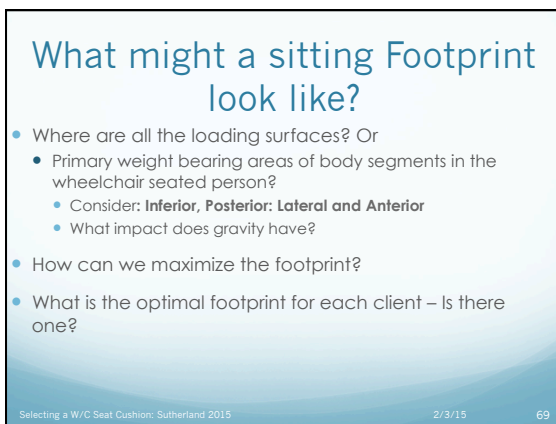 What might a sitting Footprint
look like?
• Where are all the loading surfaces? Or
• Primary weight bearing areas of body segments in the
wheelchair seated person?
• Consider: Inferior, Posterior: Lateral and Anterior
• What impact does gravity have?
• How can we maximize the footprint?
• What is the optimal footprint for each client – Is there
one?
Selecting a W/C Seat Cushion: Sutherland 2015 2/3/15 69